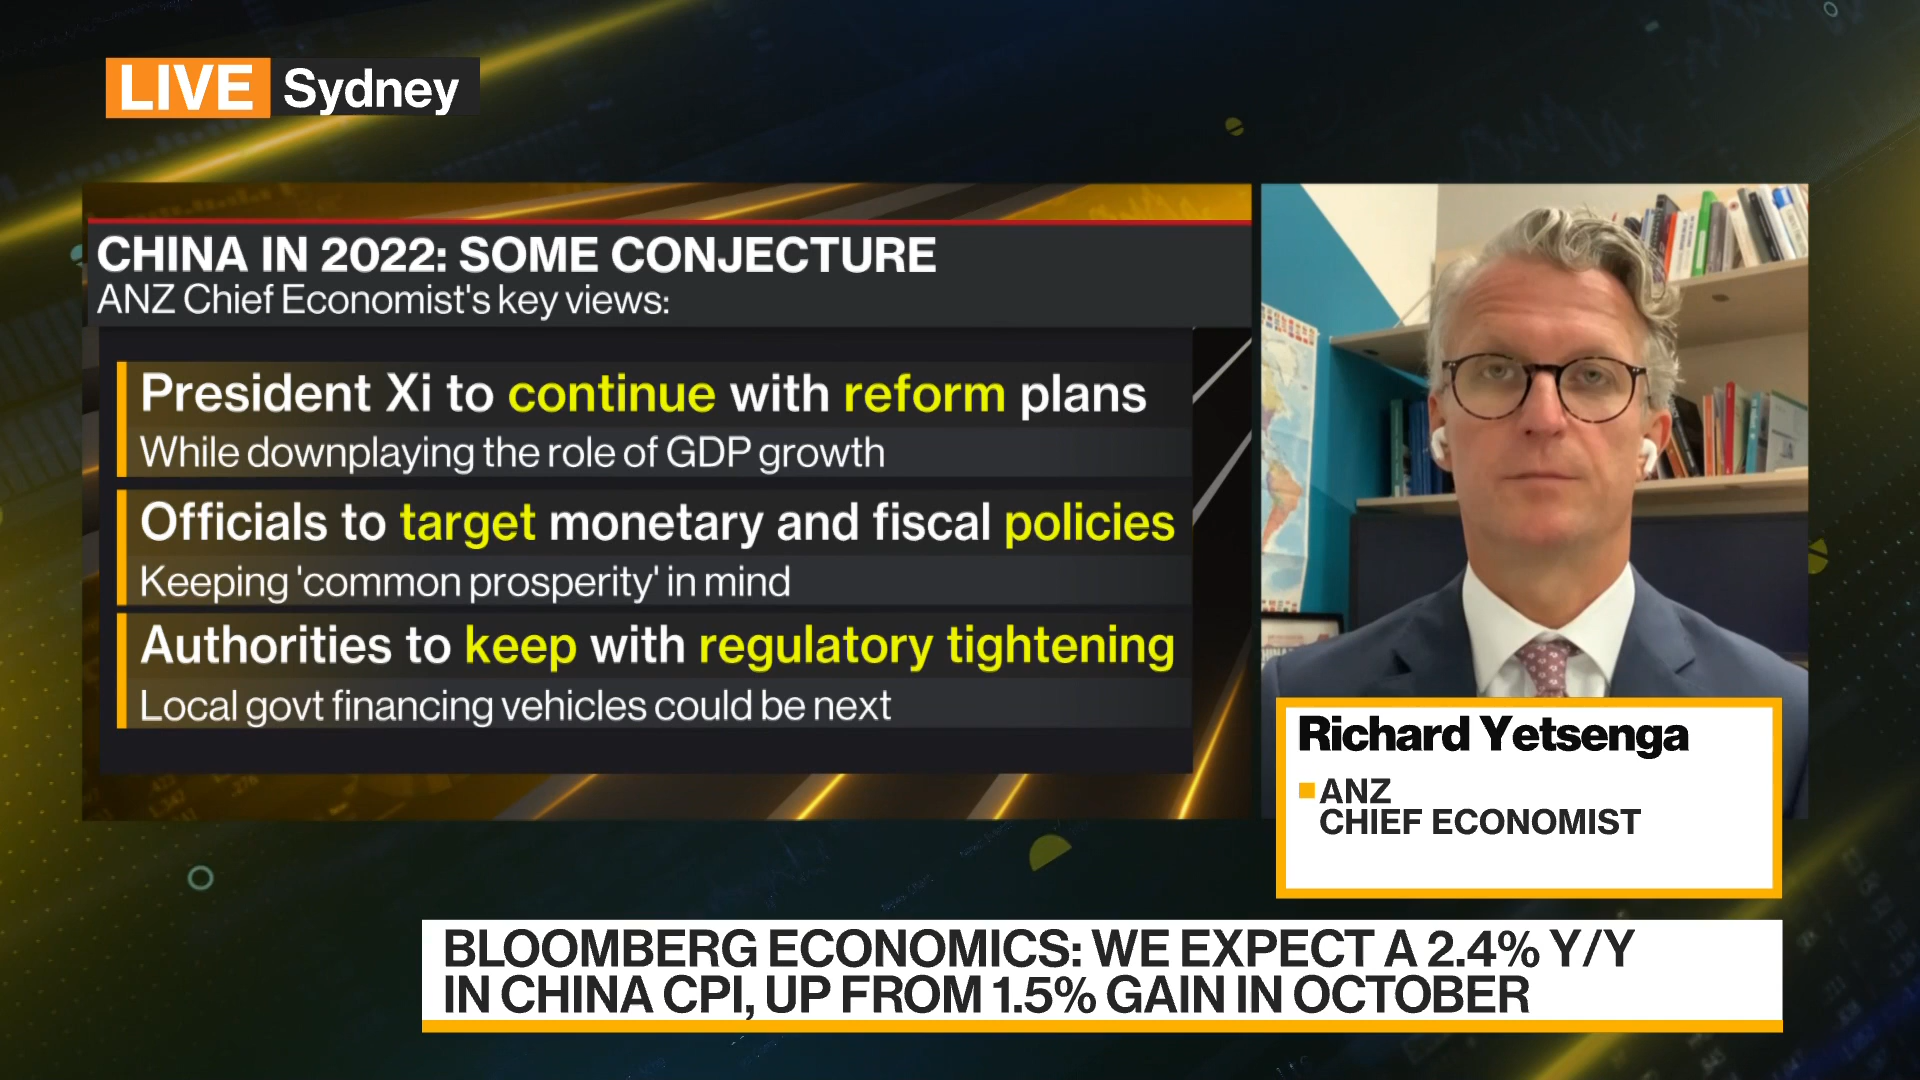 LIVE Sydney
CHINA IN 2022: SOME CONJECTURE
ANZ Chief Economist's key views:
President Xi to continue with reform plans
While downplaying the role of GDP growth
Officials to target monetary and fiscal policies
Keeping 'common prosperity' in mind
Authorities to keep with regulatory tightening
Local govt financing vehicles could be next
Richard Yetsenga
ANZ
CHIEF ECONOMIST
BLOOMBERG ECONOMICS: WE EXPECT A 2.4% Y/Y
IN CHINA CPI, UP FROM 1.5% GAIN IN OCTOBER